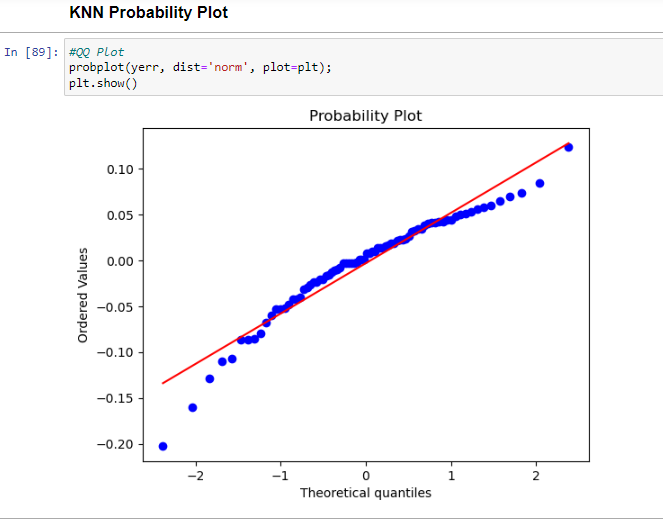 KNN Probability Plot
In [89]:
#QQ Plot
probplot(yerr, dist='norm', plot=plt);
plt.show()
Probability Plot
0.10
0.05
0.00
−0.05
−0.10
−0.15
−0.20
Ordered Values
−2 −1 0 1 2
Theoretical quantiles